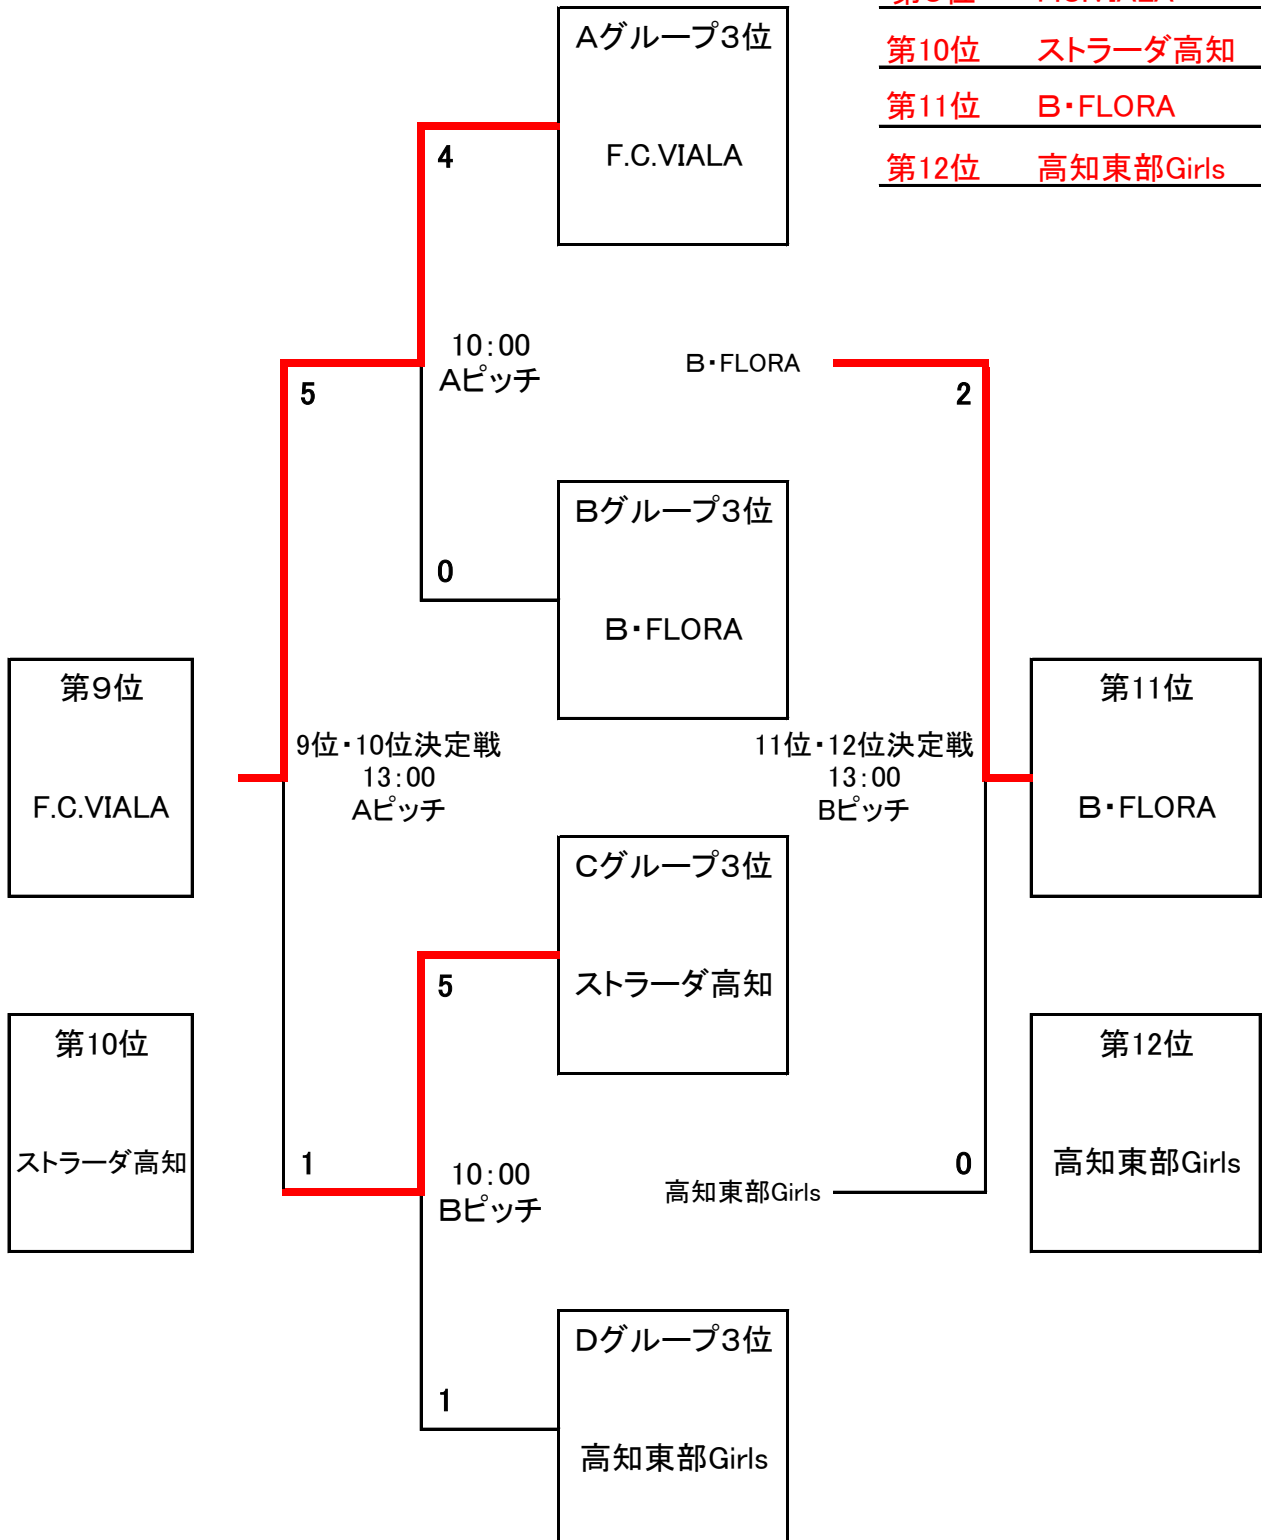 Aグループ3位
F.C.VIALA
第10位 ストラーダ高知
第11位 B・FLORA
第12位 高知東部Girls
4
10:00
Aピッチ
5
B・FLORA
2
Bグループ3位
0
B・FLORA
第9位
F.C.VIALA
9位・10位決定戦
13:00
Aピッチ
11位・12位決定戦
13:00
Bピッチ
第11位
B・FLORA
Cグループ3位
5
ストラーダ高知
第10位
ストラーダ高知
第12位
高知東部Girls
1
10:00
Bピッチ
高知東部Girls
0
Dグループ3位
1
高知東部Girls